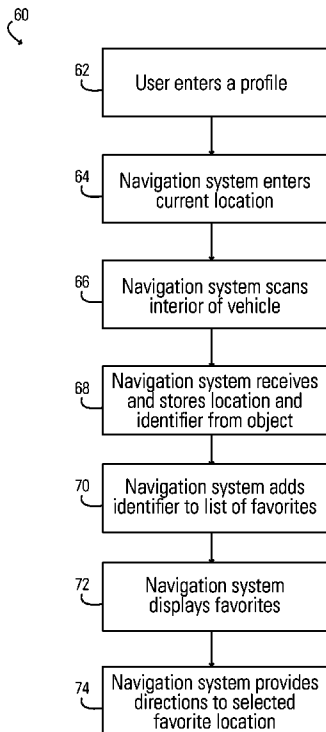 60
62
User enters a profile
64
Navigation system enters
current location
66
Navigation system scans
interior of vehicle
68
Navigation system receives
and stores location and
identifier from object
70
Navigation system adds
identifier to list of favorites
72
Navigation system
displays favorites
74
Navigation system provides
directions to selected
favorite location